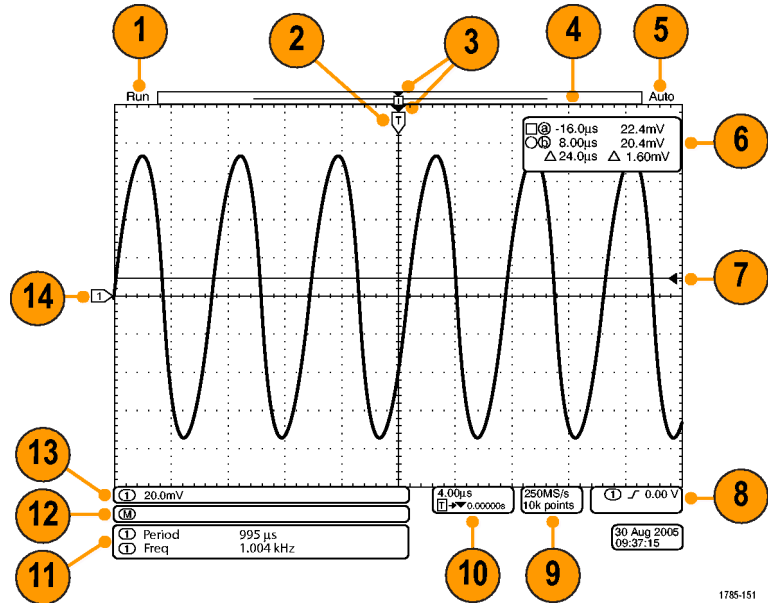 1
2
3
4
5
Run
Auto
T
a -16.0µs 22.4mV
b 8.00µs 20.4mV
Δ 24.0µs Δ 1.60mV
6
7
14
1
13
1 20.0mV
4.00µs
T 0.00000s
250MS/s
10k points
1 0.00 V
8
12
M
11
1 Period 995 µs
1 Freq 1.004 kHz
10
9
30 Aug 2005
09:37:15
1785-151